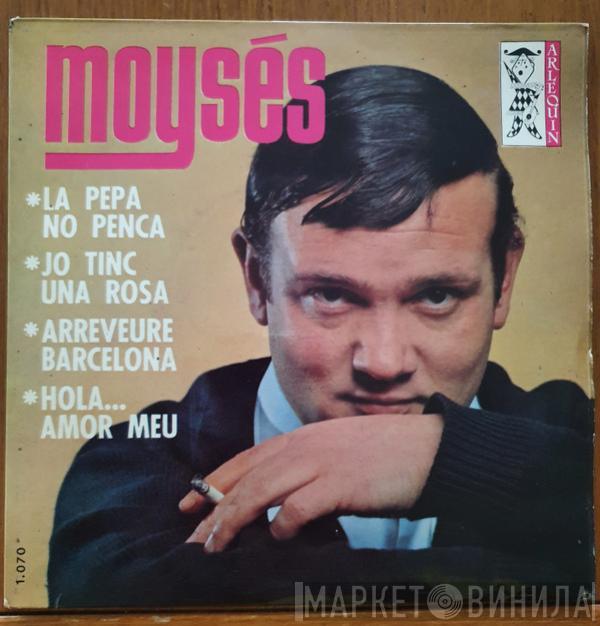 moysés
ARLEQUIN
*LA PEPA
NO PENCA
*JO TINC
UNA ROSA
*ARREVEURE
BARCELONA
*HOLA...
AMOR MEU
1.070
МАРКЕТ ВИНИЛА